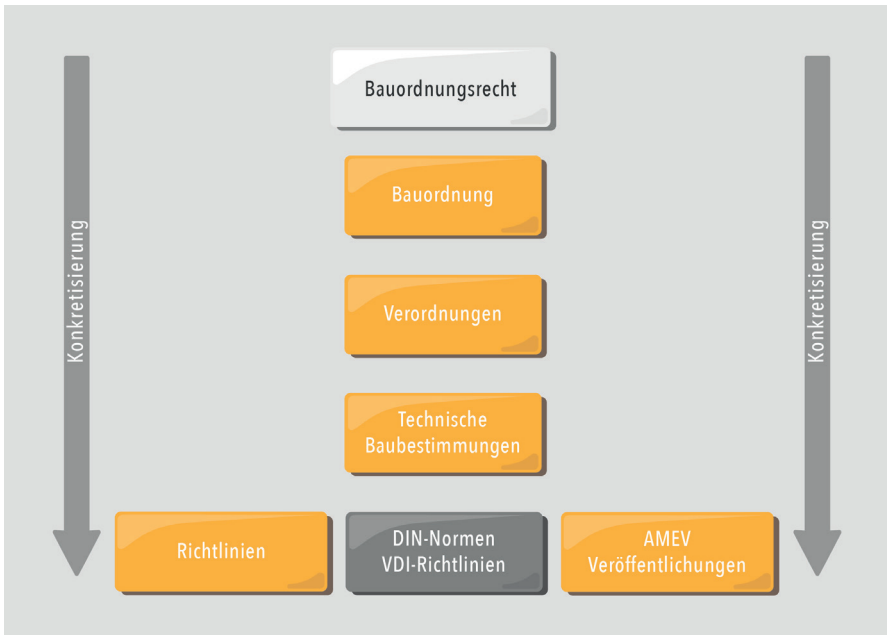 Bauordnungsrecht
Bauordnung
Verordnungen
Konkretisierung
Konkretisierung
Technische
Baubestimmungen
Richtlinien
DIN-Normen
VDI-Richtlinien
AMEV
Veröffentlichungen